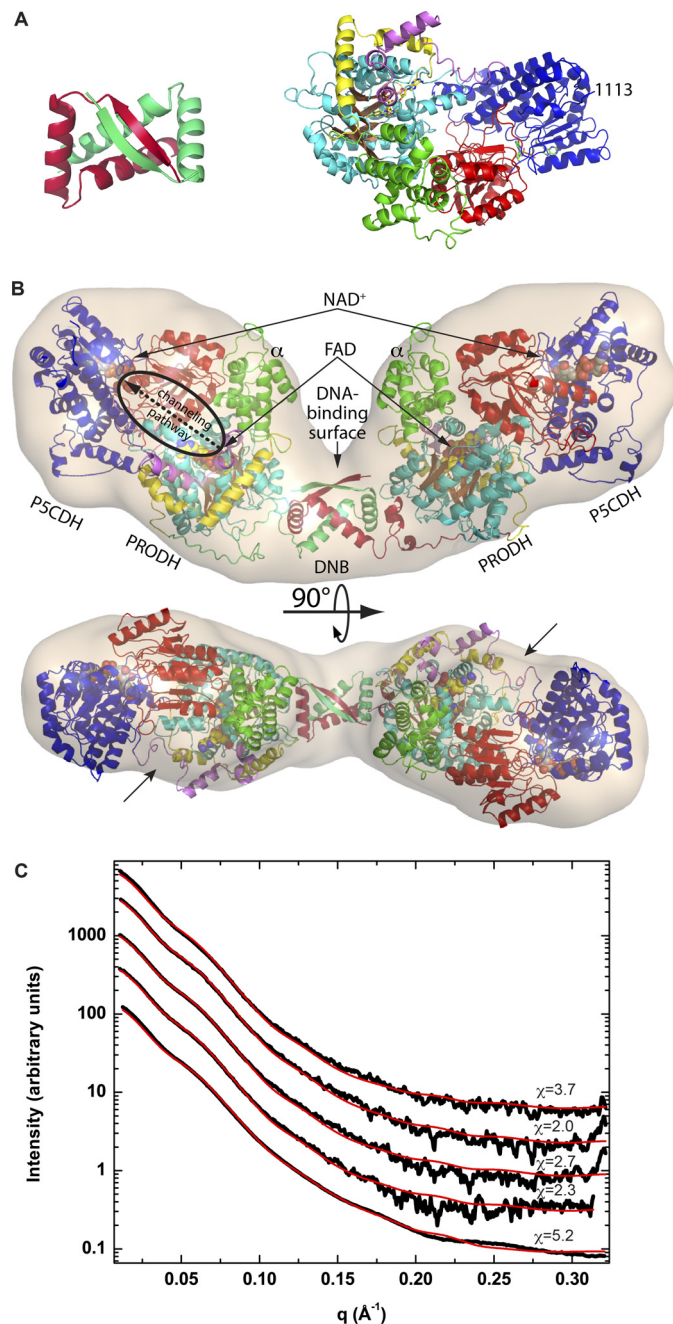 A
1113
B
NAD+
α
α
FAD
DNA-
binding
surface
channeling
pathway
P5CDH
PRODH
DNB
PRODH
P5CDH
90°
C
Intensity (arbitrary units)
1000
100
10
1
0.1
χ=3.7
χ=2.0
χ=2.7
χ=2.3
χ=5.2
0.05 0.10 0.15 0.20 0.25 0.30
q (Å-1)